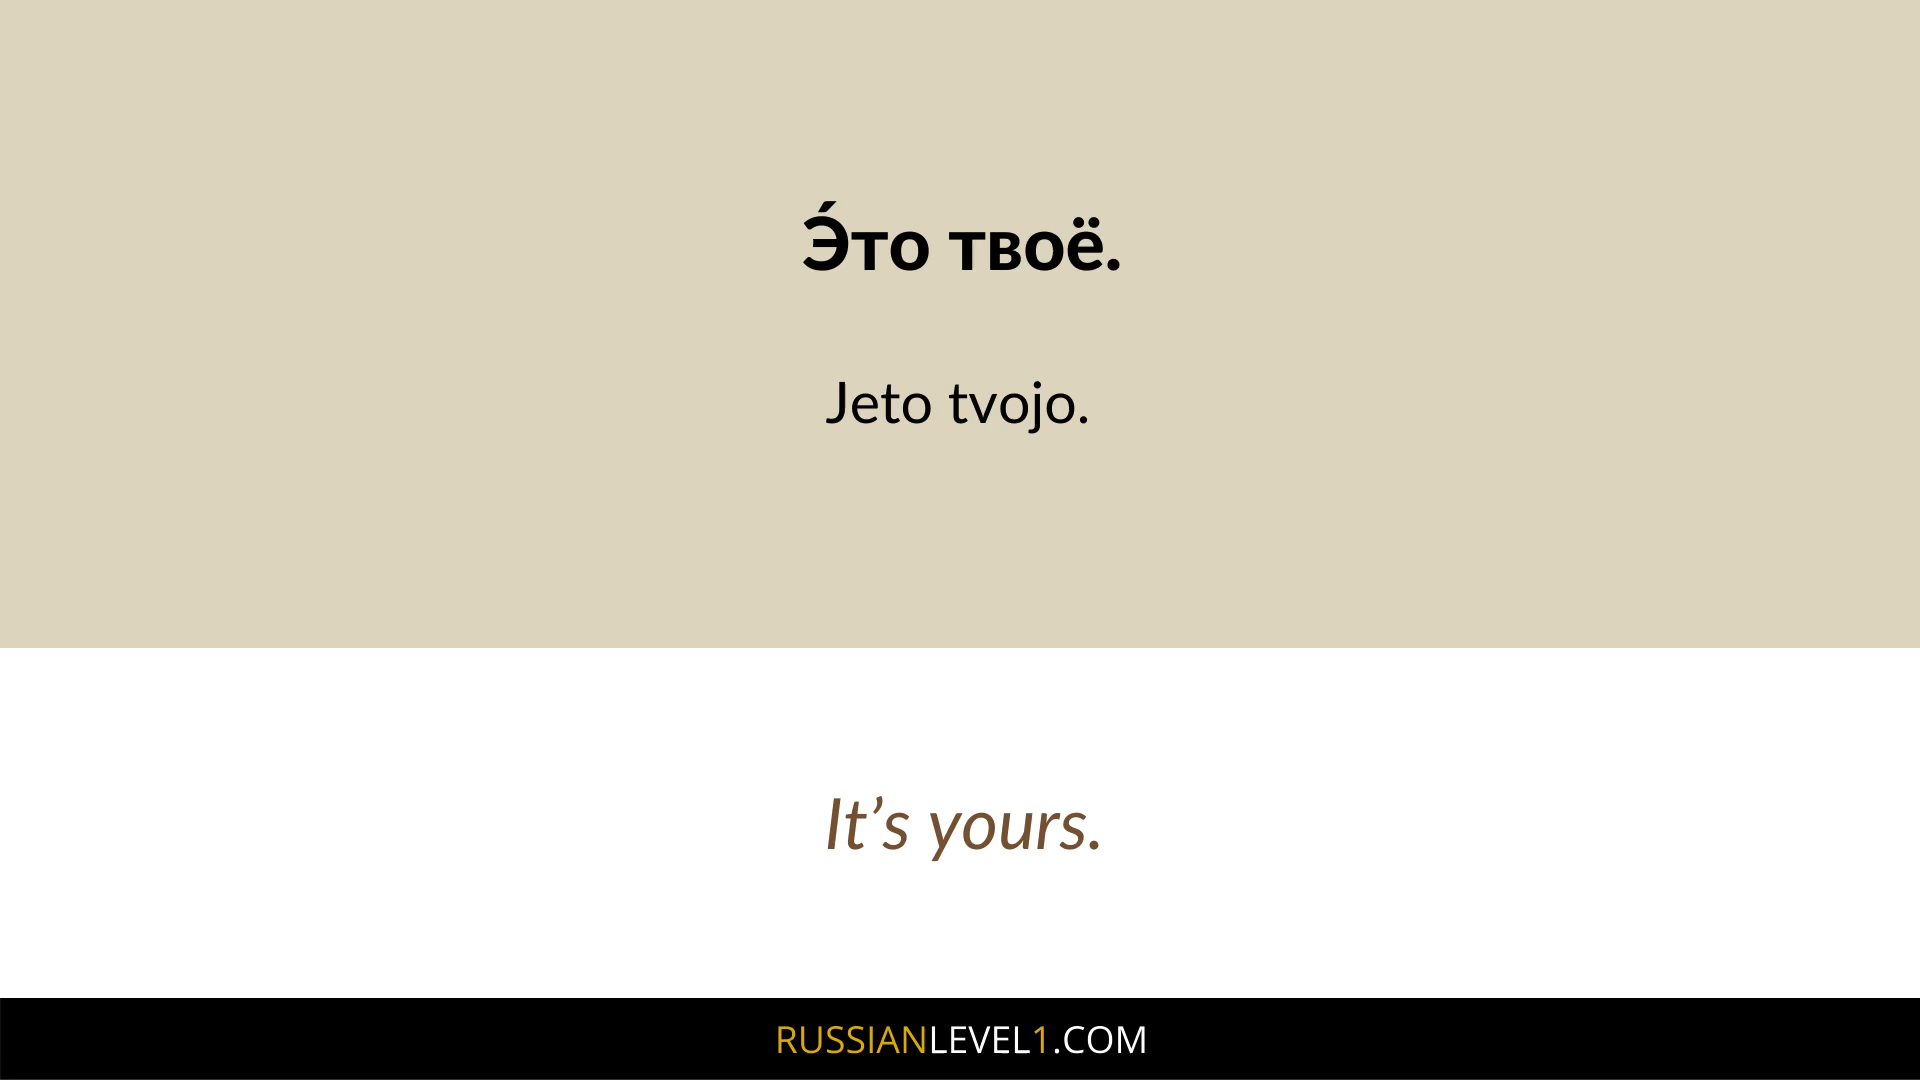 Э́то твоё.
Jeto tvojo.
It’s yours.
RUSSIANLEVEL1.COM